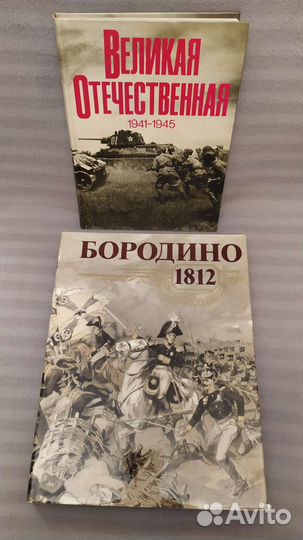 ВЕЛИКАЯ
ОТЕЧЕСТВЕННАЯ
1941-1945
БОРОДИНО
1812
Avito